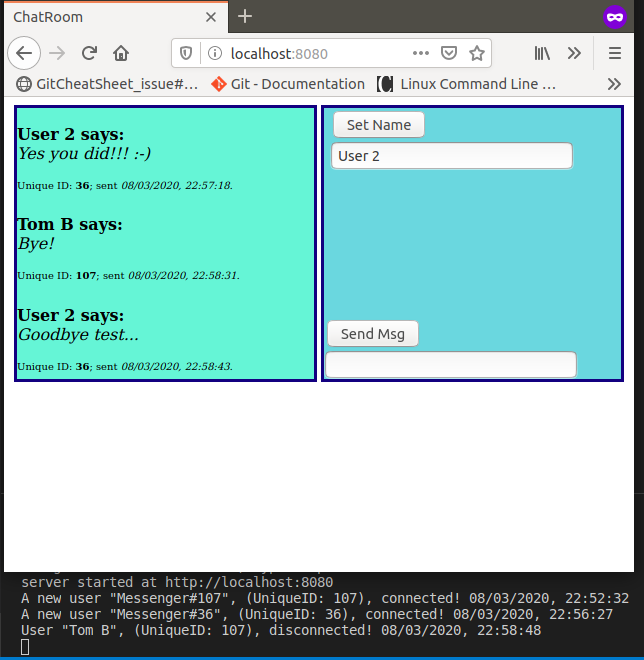 ChatRoom
localhost:8080
GitCheatSheet_issue#...
Git - Documentation
Linux Command Line ...
User 2 says:
Yes you did!!! :-)
Unique ID: 36; sent 08/03/2020, 22:57:18.
Tom B says:
Bye!
Unique ID: 107; sent 08/03/2020, 22:58:31.
User 2 says:
Goodbye test...
Unique ID: 36; sent 08/03/2020, 22:58:43.
Set Name
User 2
Send Msg
server started at http://localhost:8080
A new user "Messenger#107", (UniqueID: 107), connected! 08/03/2020, 22:52:32
A new user "Messenger#36", (UniqueID: 36), connected! 08/03/2020, 22:56:27
User "Tom B", (UniqueID: 107), disconnected! 08/03/2020, 22:58:48